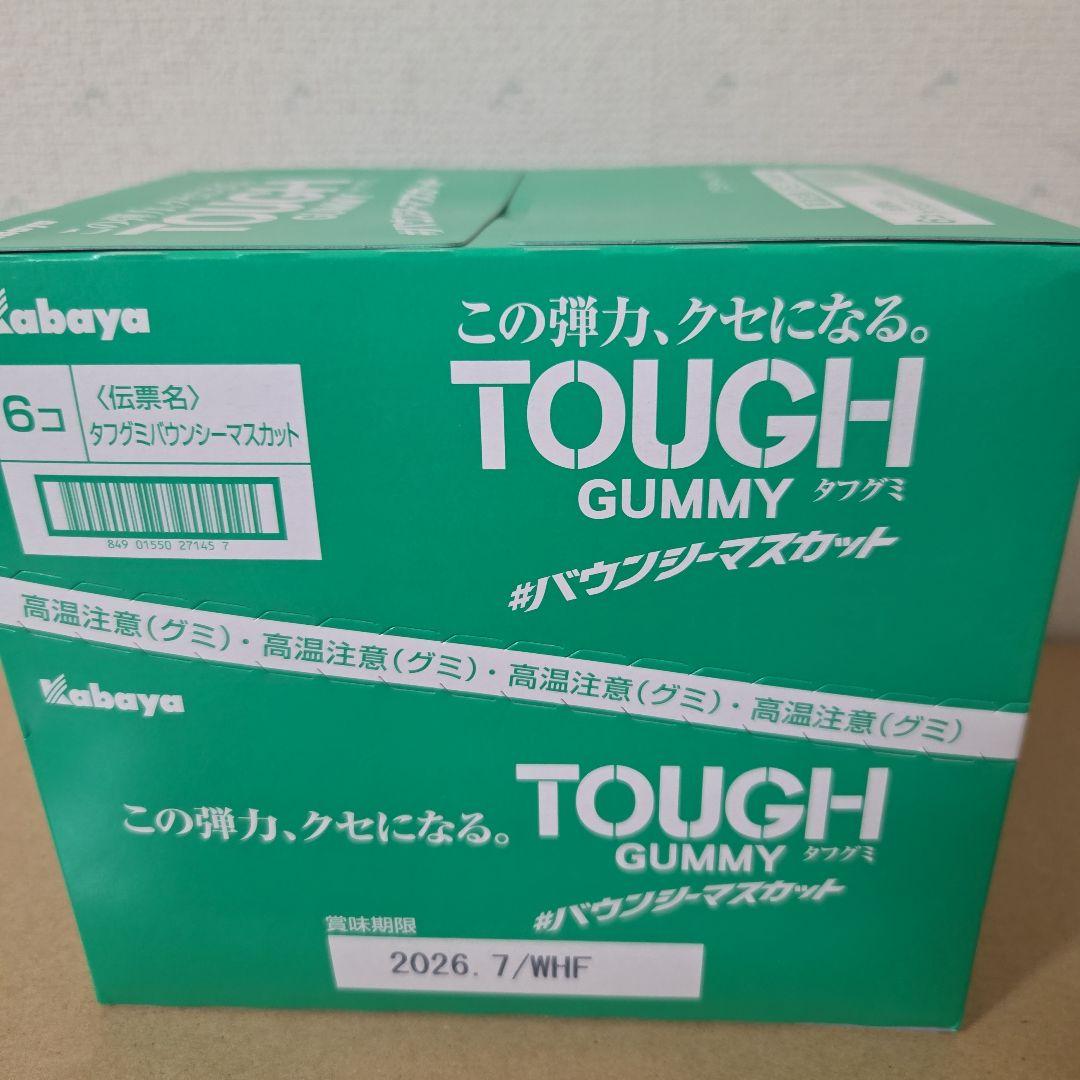 TOUGH
GUMMY
Kabaya
この弾力、クセになる。
TOUGH
GUMMY タフグミ
#バウンシーマスカット
6コ
〈伝票名〉
タフグミバウンシーマスカット
849 01550 27145 7
高温注意(グミ)・高温注意(グミ)・高温注意(グミ)・高温注意(グミ)
Kabaya
この弾力、クセになる。
TOUGH
GUMMY タフグミ
#バウンシーマスカット
賞味期限
2026. 7/WHF